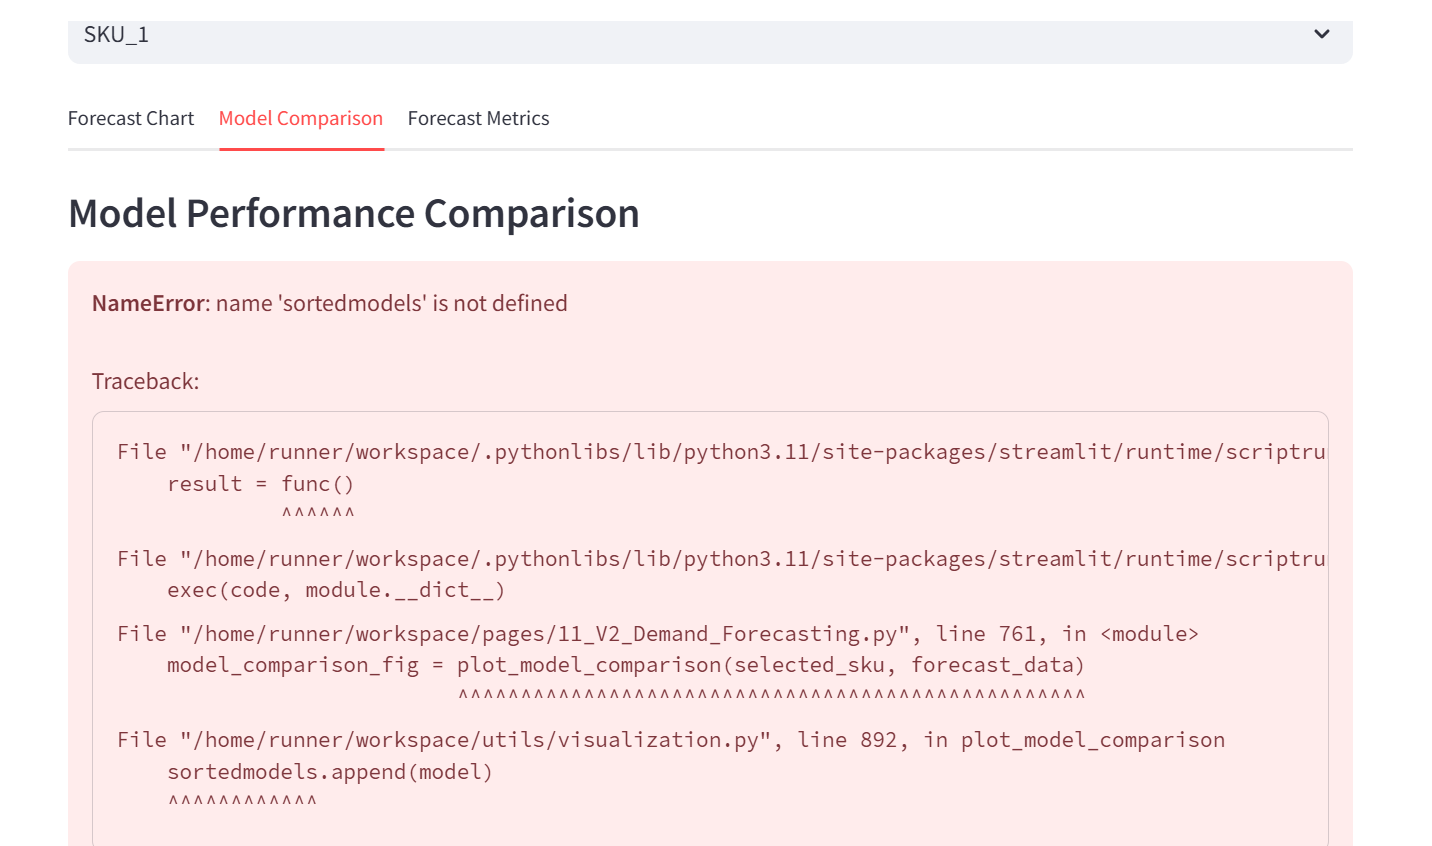 SKU_1
Forecast Chart Model Comparison Forecast Metrics
Model Performance Comparison
NameError: name 'sortedmodels' is not defined
Traceback:
File "/home/runner/workspace/.pythonlibs/lib/python3.11/site-packages/streamlit/runtime/scriptru
result = func()
^^^^^^
File "/home/runner/workspace/.pythonlibs/lib/python3.11/site-packages/streamlit/runtime/scriptru
exec(code, module.__dict__)
File "/home/runner/workspace/pages/11_V2_Demand_Forecasting.py", line 761, in <module>
model_comparison_fig = plot_model_comparison(selected_sku, forecast_data)
^^^^^^^^^^^^^^^^^^^^^^^^^^^^^^^^^^^^^^^^^^^^^^^^^^
File "/home/runner/workspace/utils/visualization.py", line 892, in plot_model_comparison
sortedmodels.append(model)
^^^^^^^^^^^^